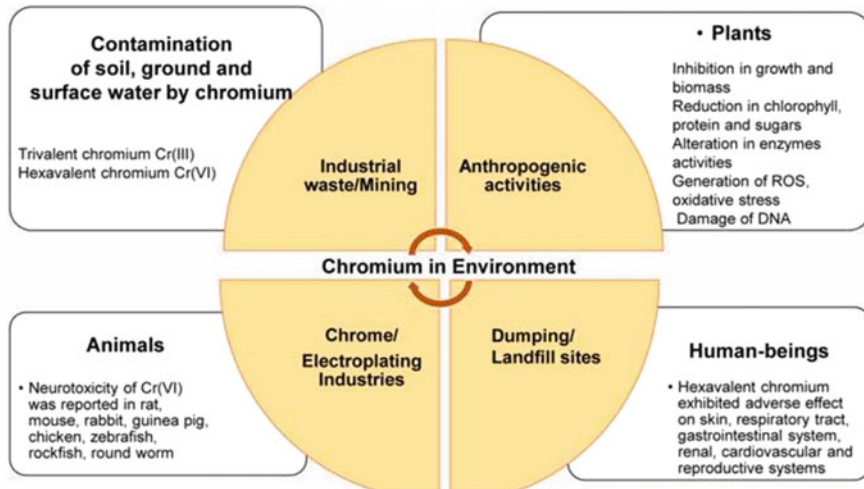 Contamination
of soil, ground and
surface water by chromium
Trivalent chromium Cr(III)
Hexavalent chromium Cr(VI)
• Plants
Inhibition in growth and
biomass
Reduction in chlorophyll,
protein and sugars
Alteration in enzymes
activities
Generation of ROS,
oxidative stress
Damage of DNA
Industrial
waste/Mining
Anthropogenic
activities
Chromium in Environment
Chrome/
Electroplating
Industries
Dumping/
Landfill sites
Animals
• Neurotoxicity of Cr(VI)
was reported in rat,
mouse, rabbit, guinea pig,
chicken, zebrafish,
rockfish, round worm
Human-beings
• Hexavalent chromium
exhibited adverse effect
on skin, respiratory tract,
gastrointestinal system,
renal, cardiovascular and
reproductive systems